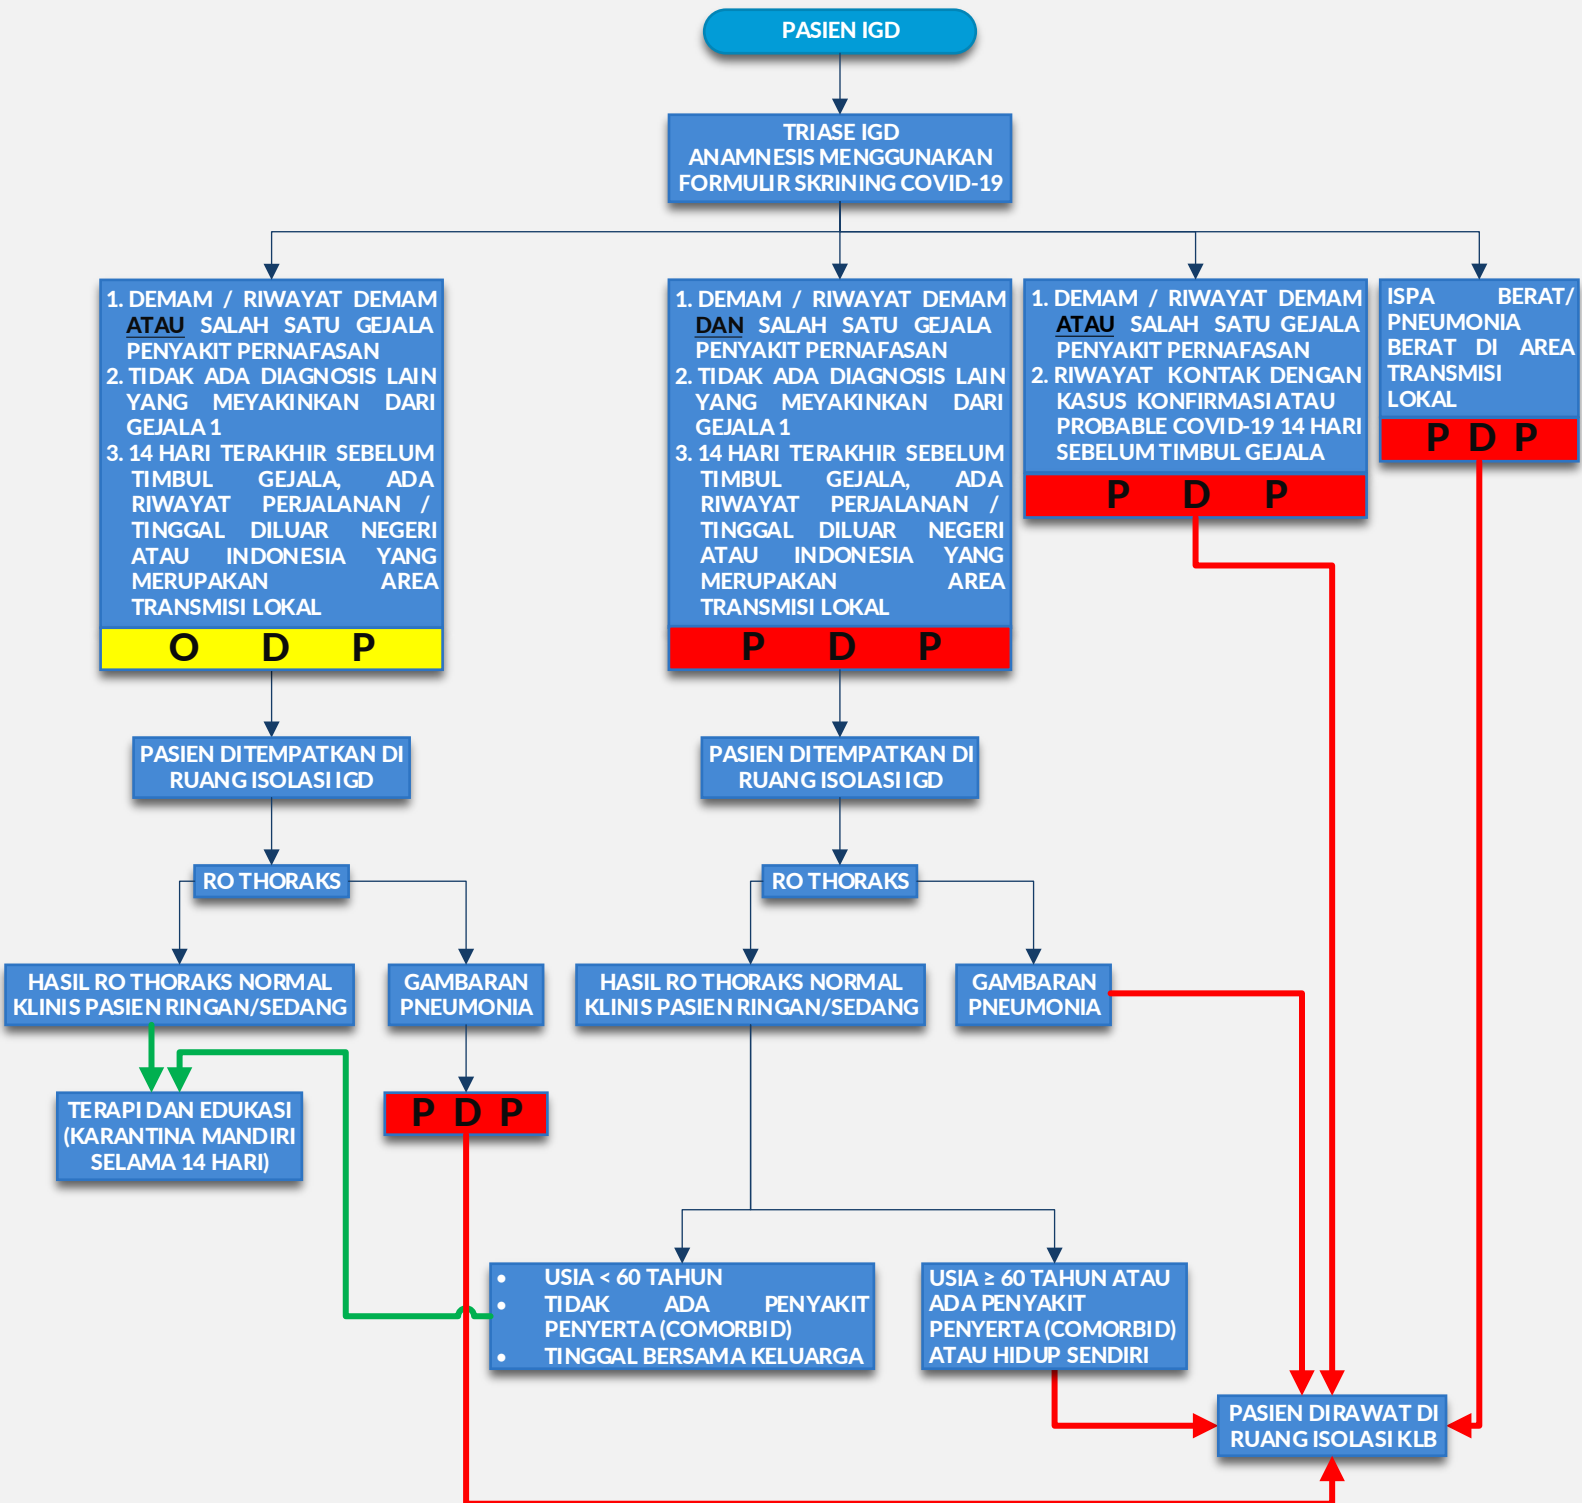 PASIEN IGD
TRIASE IGD
ANAMNESIS MENGGUNAKAN
FORMULIR SKRINING COVID-19
1. DEMAM / RIWAYAT DEMAM
ATAU SALAH SATU GEJALA
PENYAKIT PERNAFASAN
2. TIDAK ADA DIAGNOSIS LAIN
YANG MEYAKINKAN DARI
GEJALA 1
3. 14 HARI TERAKHIR SEBELUM
TIMBUL GEJALA, ADA
RIWAYAT PERJALANAN /
TINGGAL DILUAR NEGERI
ATAU INDONESIA YANG
MERUPAKAN AREA
TRANSMISI LOKAL
O D P
1. DEMAM / RIWAYAT DEMAM
DAN SALAH SATU GEJALA
PENYAKIT PERNAFASAN
2. TIDAK ADA DIAGNOSIS LAIN
YANG MEYAKINKAN DARI
GEJALA 1
3. 14 HARI TERAKHIR SEBELUM
TIMBUL GEJALA, ADA
RIWAYAT PERJALANAN /
TINGGAL DILUAR NEGERI
ATAU INDONESIA YANG
MERUPAKAN AREA
TRANSMISI LOKAL
P D P
1. DEMAM / RIWAYAT DEMAM
ATAU SALAH SATU GEJALA
PENYAKIT PERNAFASAN
2. RIWAYAT KONTAK DENGAN
KASUS KONFIRMASI ATAU
PROBABLE COVID-19 14 HARI
SEBELUM TIMBUL GEJALA
P D P
ISPA BERAT/
PNEUMONIA
BERAT DI AREA
TRANSMISI
LOKAL
P D P
PASIEN DITEMPATKAN DI
RUANG ISOLASI IGD
PASIEN DITEMPATKAN DI
RUANG ISOLASI IGD
RO THORAKS
RO THORAKS
HASIL RO THORAKS NORMAL
KLINIS PASIEN RINGAN/SEDANG
GAMBARAN
PNEUMONIA
HASIL RO THORAKS NORMAL
KLINIS PASIEN RINGAN/SEDANG
GAMBARAN
PNEUMONIA
TERAPI DAN EDUKASI
(KARANTINA MANDIRI
SELAMA 14 HARI)
P D P
• USIA < 60 TAHUN
• TIDAK ADA PENYAKIT
PENYERTA (COMORBID)
• TINGGAL BERSAMA KELUARGA
USIA ≥ 60 TAHUN ATAU
ADA PENYAKIT
PENYERTA (COMORBID)
ATAU HIDUP SENDIRI
PASIEN DIRAWAT DI
RUANG ISOLASI KLB